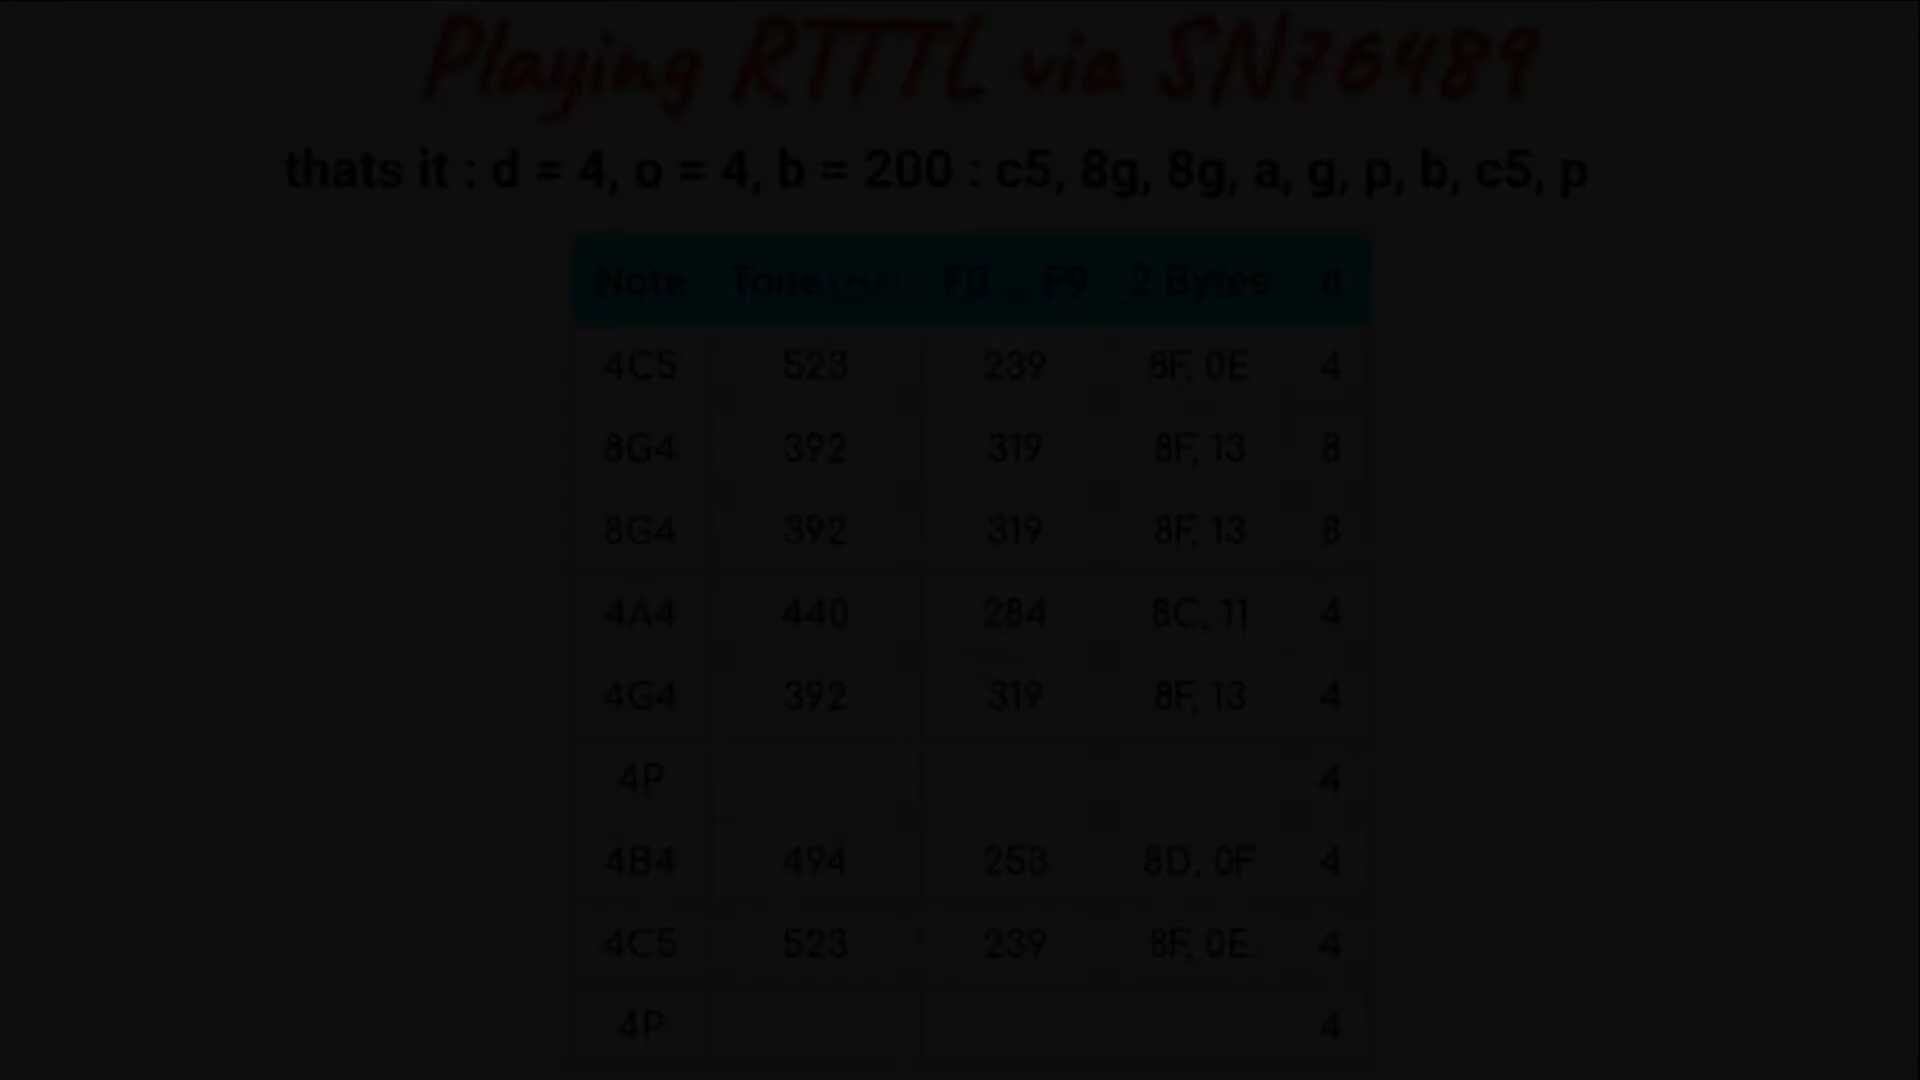 Playing RTTTL via SN76489
thats it : d = 4, o = 4, b = 200 : c5, 8g, 8g, a, g, p, b, c5, p
Note Tone F0 ... F9 2 Bytes d
4C5 523 239 8F, 0E 4
8G4 392 319 8F, 13 8
8G4 392 319 8F, 13 8
4A4 440 284 8C, 11 4
4G4 392 319 8F, 13 4
4P 4
4B4 494 253 8D, 0F 4
4C5 523 239 8F, 0E 4
4P 4